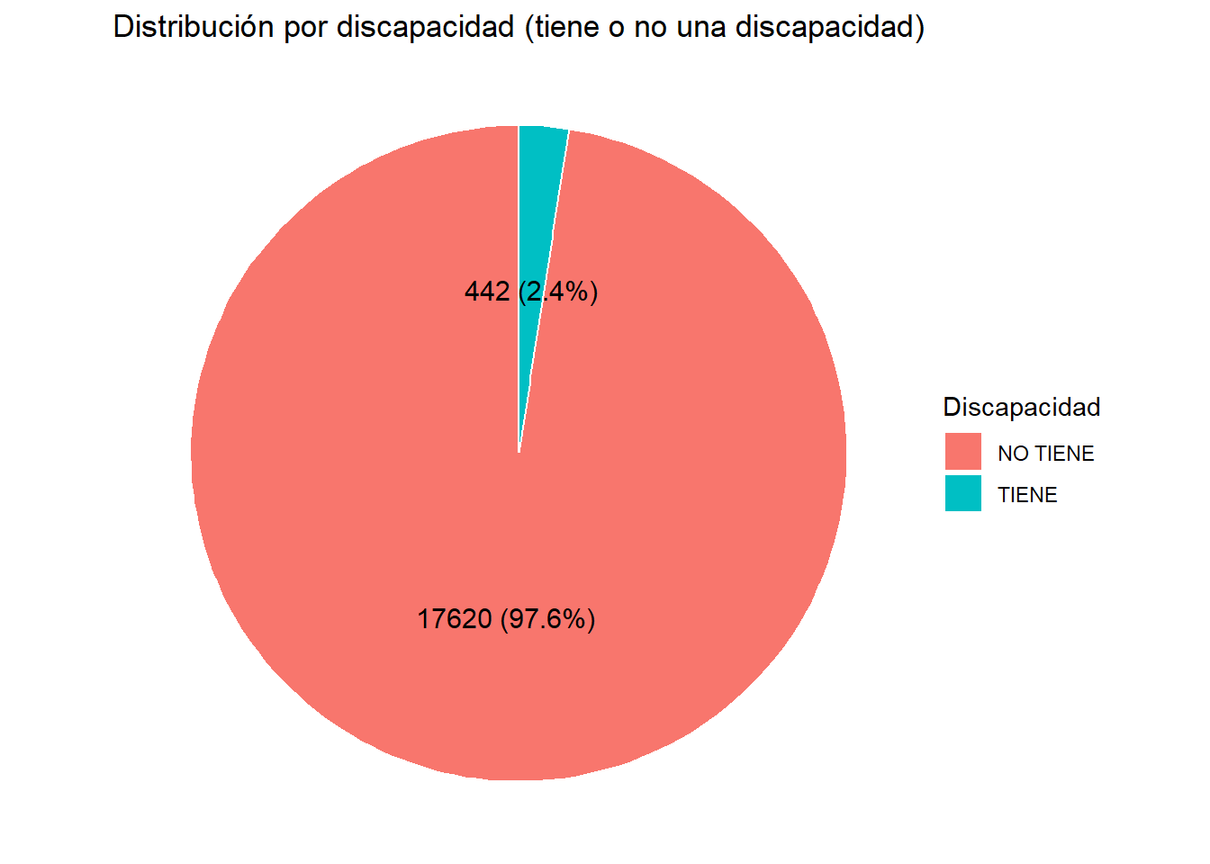 Distribución por discapacidad (tiene o no una discapacidad)
442 (2.4%)
17620 (97.6%)
Discapacidad
NO TIENE
TIENE